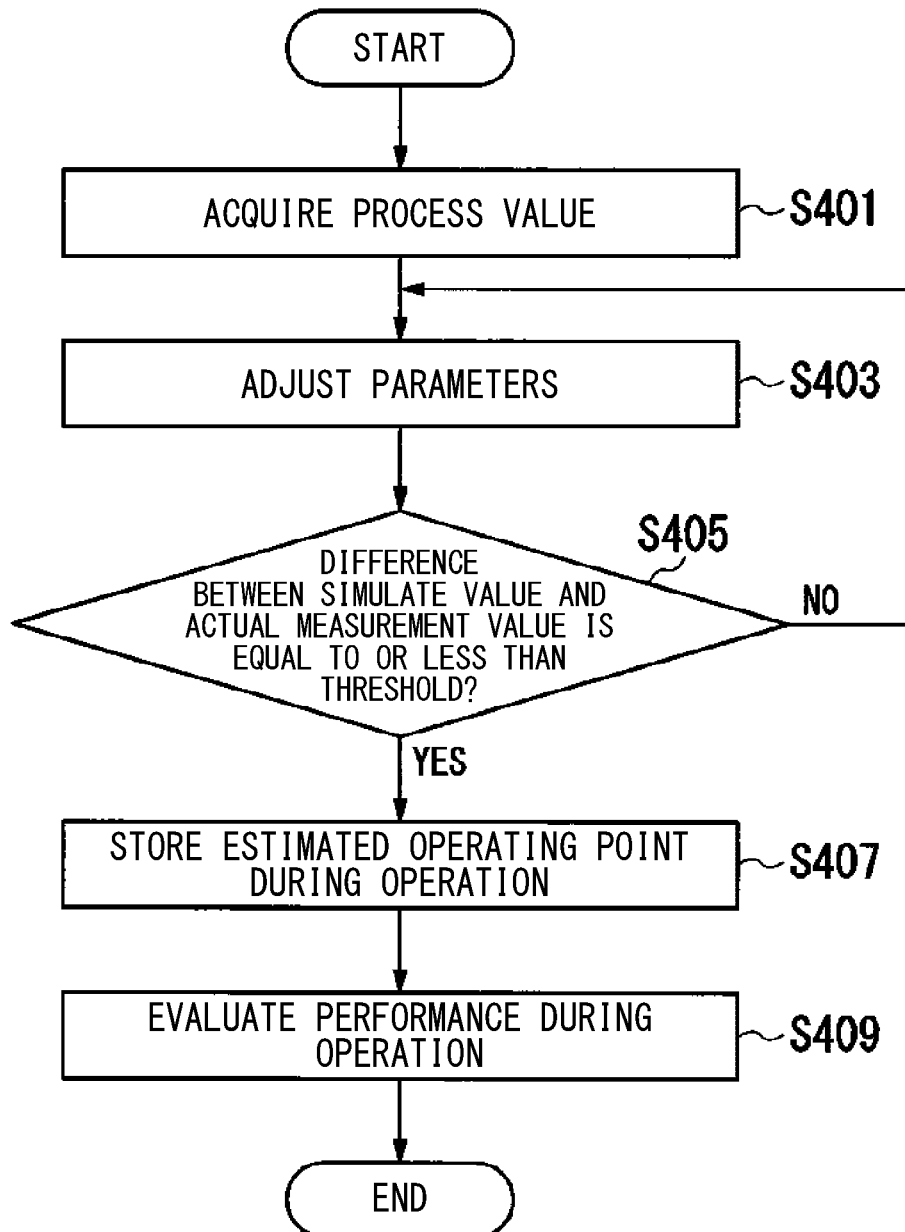 START
ACQUIRE PROCESS VALUE
S401
ADJUST PARAMETERS
S403
S405
DIFFERENCE
BETWEEN SIMULATE VALUE AND
ACTUAL MEASUREMENT VALUE IS
EQUAL TO OR LESS THAN
THRESHOLD?
NO
YES
STORE ESTIMATED OPERATING POINT
DURING OPERATION
S407
EVALUATE PERFORMANCE DURING
OPERATION
S409
END